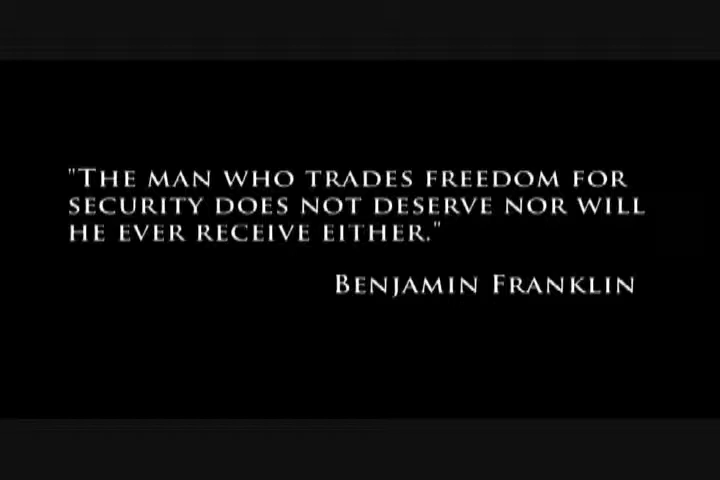 "The man who trades freedom for
security does not deserve nor will
he ever receive either."
Benjamin Franklin